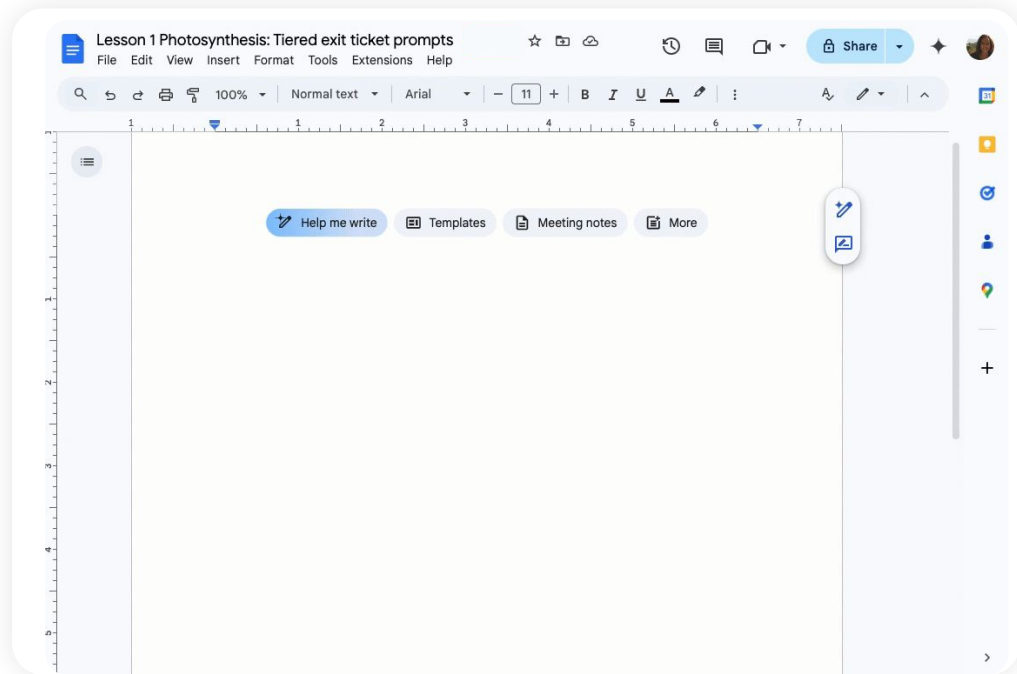 Lesson 1 Photosynthesis: Tiered exit ticket prompts
File Edit View Insert Format Tools Extensions Help
Share
100% Normal text Arial 11 B I U A
31
1 1 2 3 4 5 6 7
Help me write Templates Meeting notes More
1
1
2
3
4
5